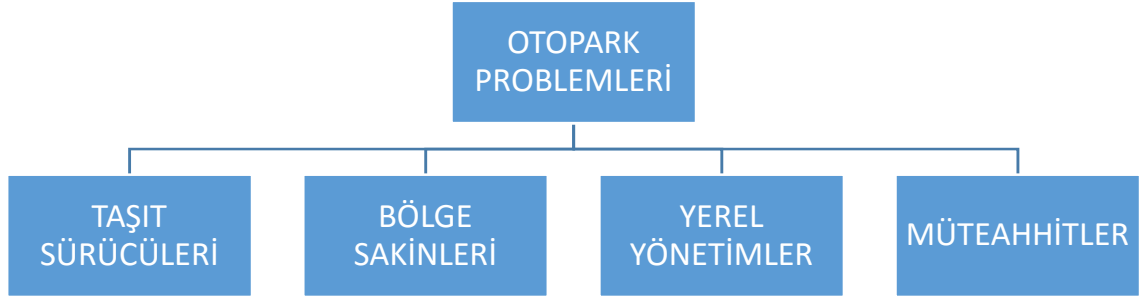 OTOPARK
PROBLEMLERİ
TAŞIT
SÜRÜCÜLERİ
BÖLGE
SAKİNLERİ
YEREL
YÖNETİMLER
MÜTEAHHİTLER